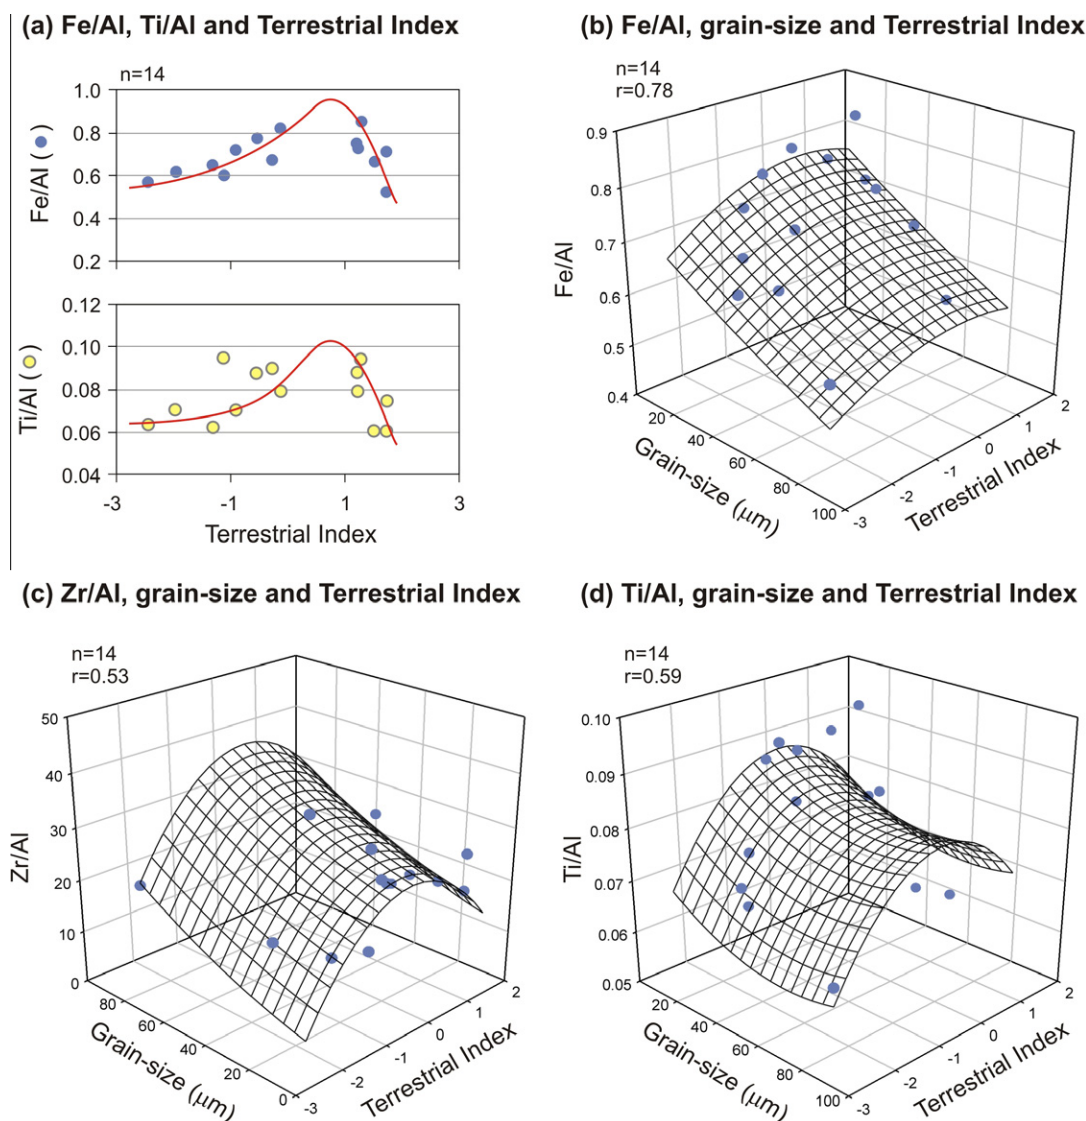 (a) Fe/Al, Ti/Al and Terrestrial Index
n=14
1.0
0.8
0.6
0.4
0.2
Fe/Al ( )
0.12
0.10
0.08
0.06
0.04
Ti/Al ( )
-3 -1 1 3
Terrestrial Index
(b) Fe/Al, grain-size and Terrestrial Index
n=14
r=0.78
0.9
0.8
0.7
0.6
0.5
0.4
Fe/Al
20
40
60
80
100
Grain-size (μm)
-3
-2
-1
0
1
2
Terrestrial Index
(c) Zr/Al, grain-size and Terrestrial Index
n=14
r=0.53
50
40
30
20
10
0
Zr/Al
80
60
40
20
0
Grain-size (μm)
-3
-2
-1
0
1
2
Terrestrial Index
(d) Ti/Al, grain-size and Terrestrial Index
n=14
r=0.59
0.10
0.09
0.08
0.07
0.06
0.05
Ti/Al
20
40
60
80
100
Grain-size (μm)
-3
-2
-1
0
1
2
Terrestrial Index